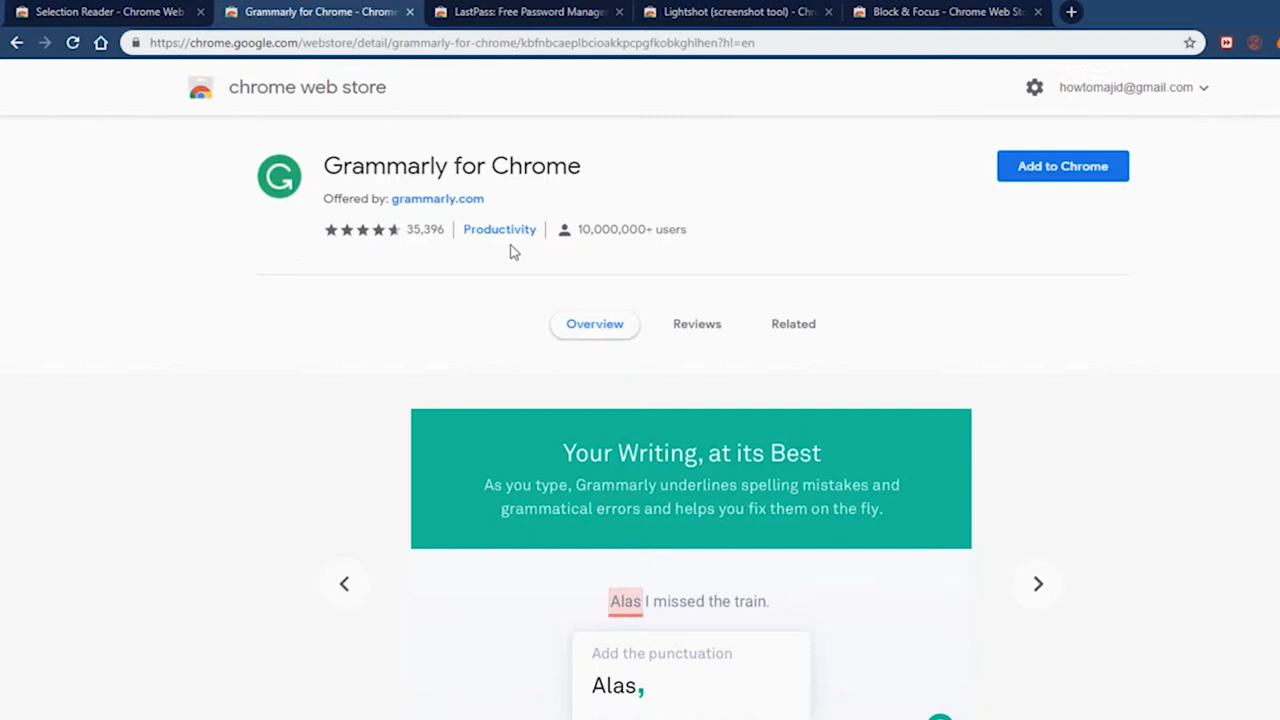 Selection Reader - Chrome Web
Grammarly for Chrome - Chrome
LastPass: Free Password Manage
Lightshot (screenshot tool) - Chr
Block & Focus - Chrome Web Sto
https://chrome.google.com/webstore/detail/grammarly-for-chrome/kbfnbcaeplbcioakkpcpgfkobkghlhen?hl=en
chrome web store
howtomajid@gmail.com
Grammarly for Chrome
Add to Chrome
Offered by: grammarly.com
35,396
Productivity
10,000,000+ users
Overview
Reviews
Related
Your Writing, at its Best
As you type, Grammarly underlines spelling mistakes and
grammatical errors and helps you fix them on the fly.
Alas I missed the train.
Add the punctuation
Alas,